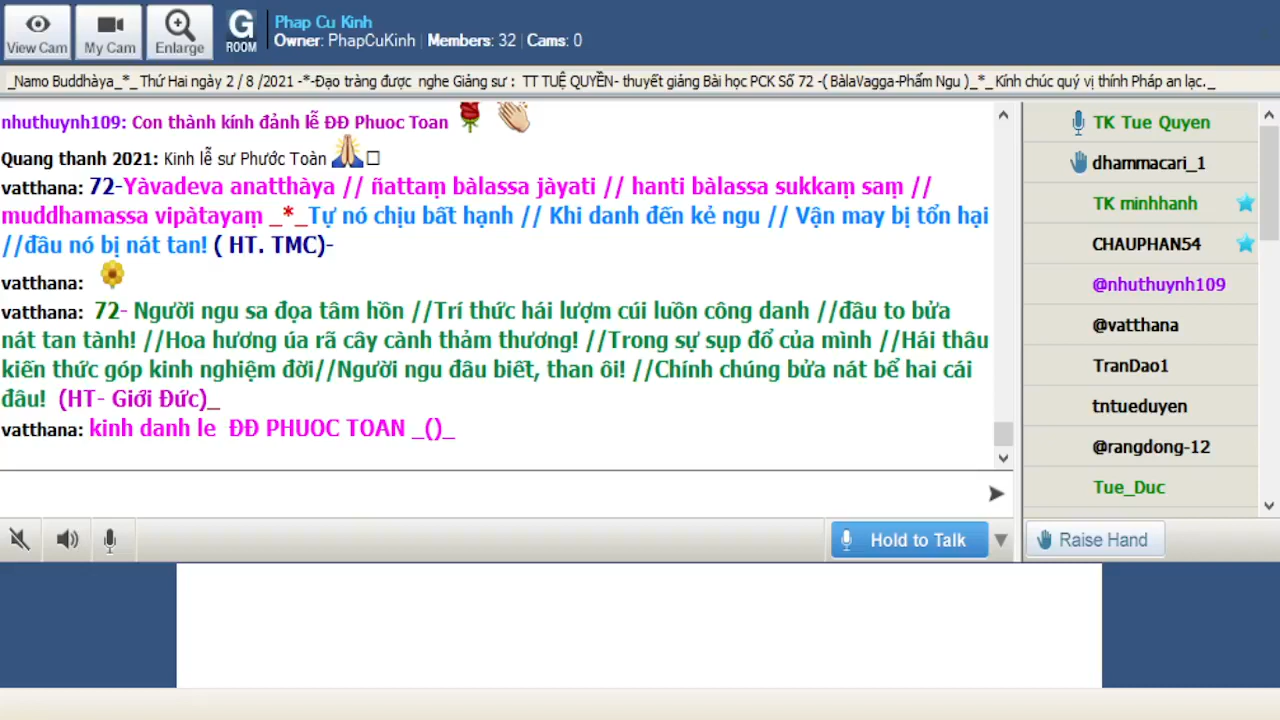 Phap Cu Kinh
View Cam My Cam Enlarge G ROOM Owner: PhapCuKinh Members: 32 Cams: 0
_Namo Buddhàya_*_Thứ Hai ngày 2 / 8 /2021 -*-Đạo tràng được nghe Giảng sư : TT TUỆ QUYỀN- thuyết giảng Bài học PCK Số 72 -( BàlaVagga-Phẩm Ngu )_*_Kính chúc quý vị thính Pháp an lạc._
nhuthuynh109: Con thành kính đảnh lễ ĐĐ Phuoc Toan
Quang thanh 2021: Kinh lễ sư Phước Toàn
vatthana: 72-Yàvadeva anatthàya // ñattaṃ bàlassa jàyati // hanti bàlassa sukkaṃ saṃ //
muddhamassa vipàtayaṃ _*_Tự nó chịu bất hạnh // Khi danh đến kẻ ngu // Vận may bị tổn hại
//đầu nó bị nát tan! ( HT. TMC)-
vatthana:
vatthana: 72- Người ngu sa đọa tâm hồn //Trí thức hái lượm cúi luồn công danh //đầu to bửa
nát tan tành! //Hoa hương úa rã cây cành thảm thương! //Trong sự sụp đổ của mình //Hái thâu
kiến thức góp kinh nghiệm đời//Người ngu đâu biết, than ôi! //Chính chúng bửa nát bể hai cái
đầu! (HT- Giới Đức)_
vatthana: kinh danh le ĐĐ PHUOC TOAN _()_
TK Tue Quyen
dhammacari_1
TK minhhanh
CHAUPHAN54
@nhuthuynh109
@vatthana
TranDao1
tntueduyen
@rangdong-12
Tue_Duc
Hold to Talk
Raise Hand